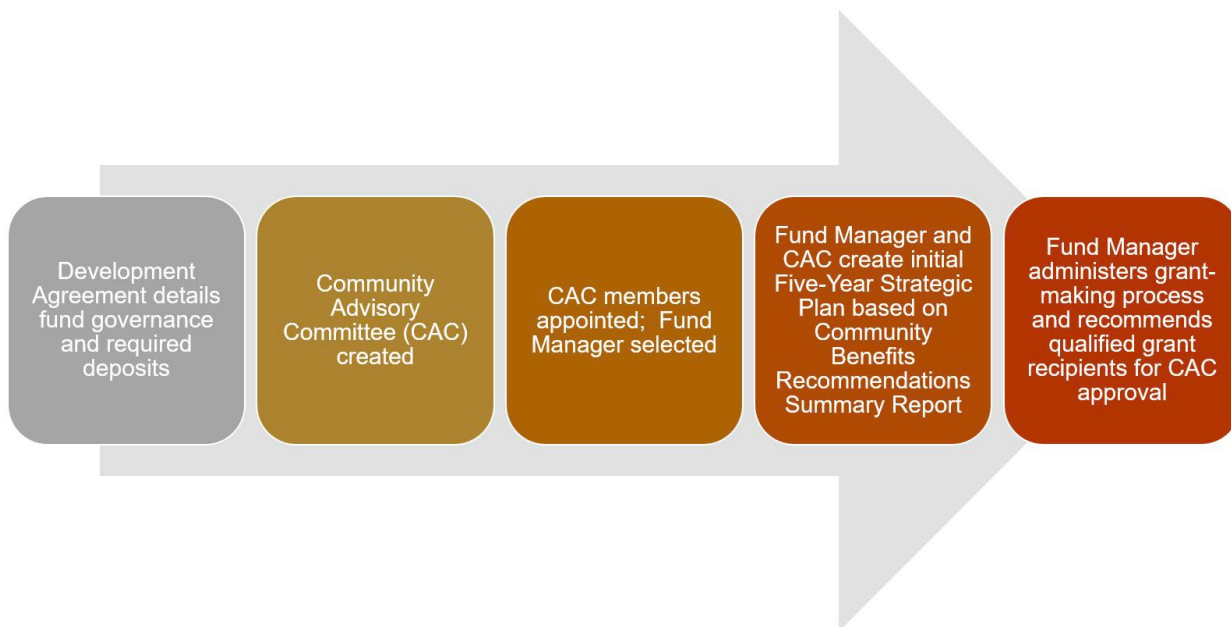 Development
Agreement details
fund governance
and required
deposits
Community
Advisory
Committee (CAC)
created
CAC members
appointed;  Fund
Manager selected
Fund Manager and
CAC create initial
Five-Year Strategic
Plan based on
Community
Benefits
Recommendations
Summary Report
Fund Manager
administers grant-
making process
and recommends
qualified grant
recipients for CAC
approval